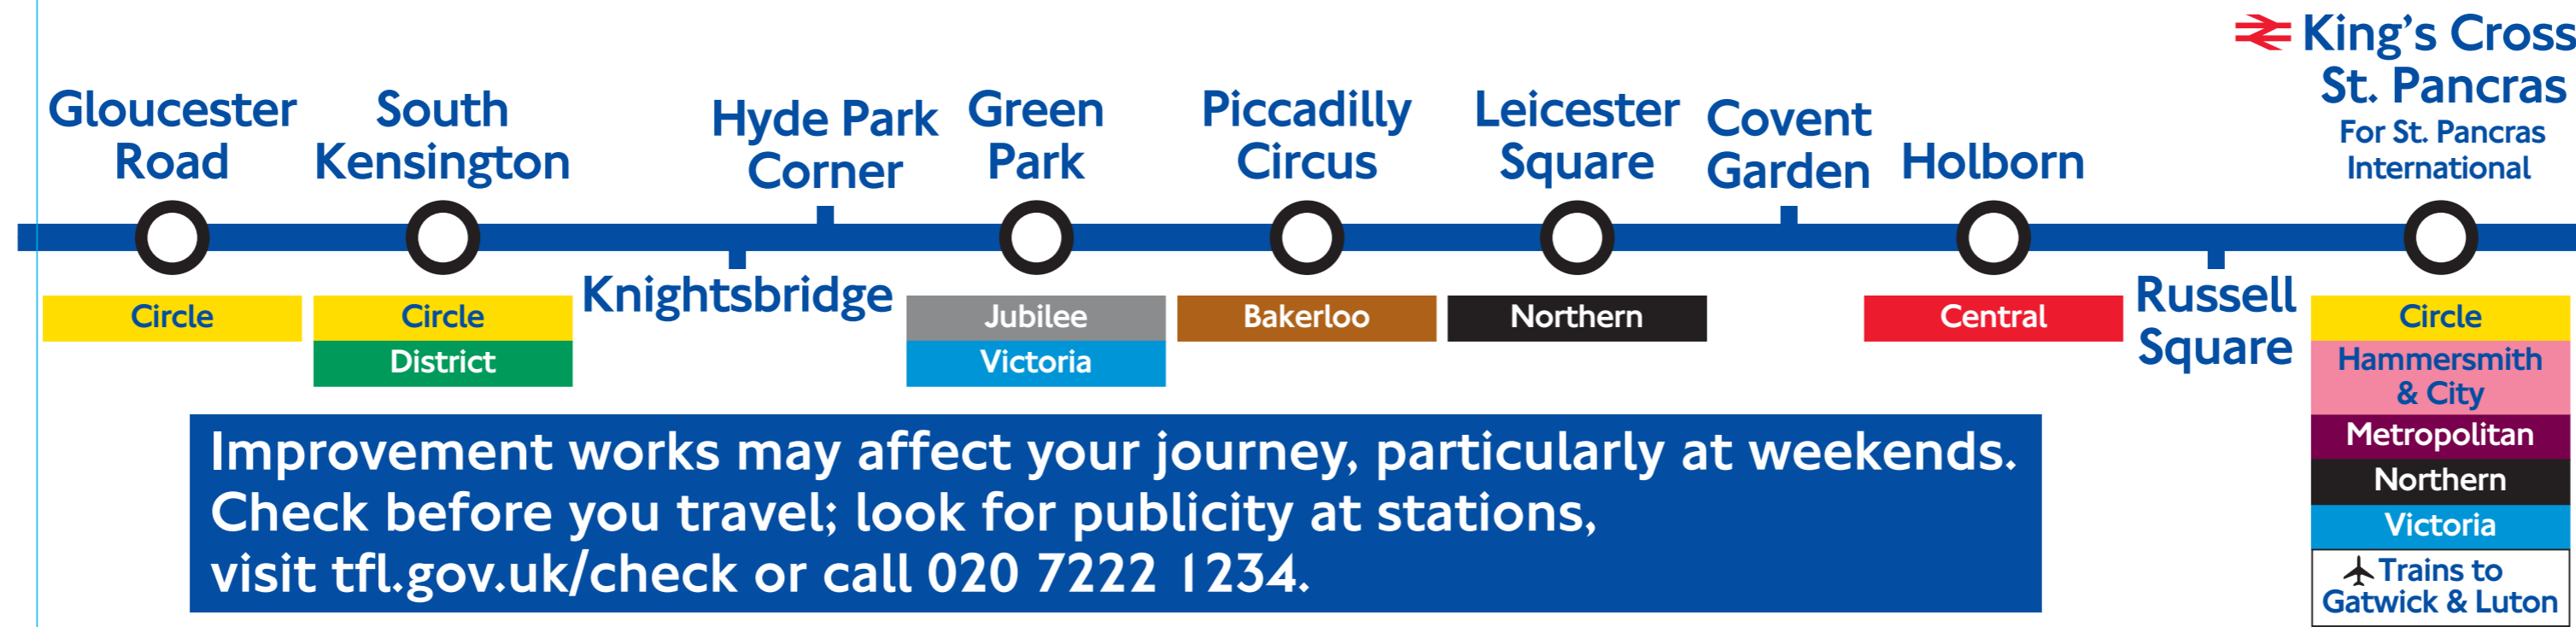 Gloucester
Road
Circle
South
Kensington
Circle
District
Knightsbridge
Hyde Park
Corner
Green
Park
Jubilee
Victoria
Piccadilly
Circus
Bakerloo
Leicester
Square
Northern
Covent
Garden
Holborn
Central
Russell
Square
King's Cross
St. Pancras
For St. Pancras
International
Circle
Hammersmith
& City
Metropolitan
Northern
Victoria
Trains to
Gatwick & Luton
Improvement works may affect your journey, particularly at weekends.
Check before you travel; look for publicity at stations,
visit tfl.gov.uk/check or call 020 7222 1234.